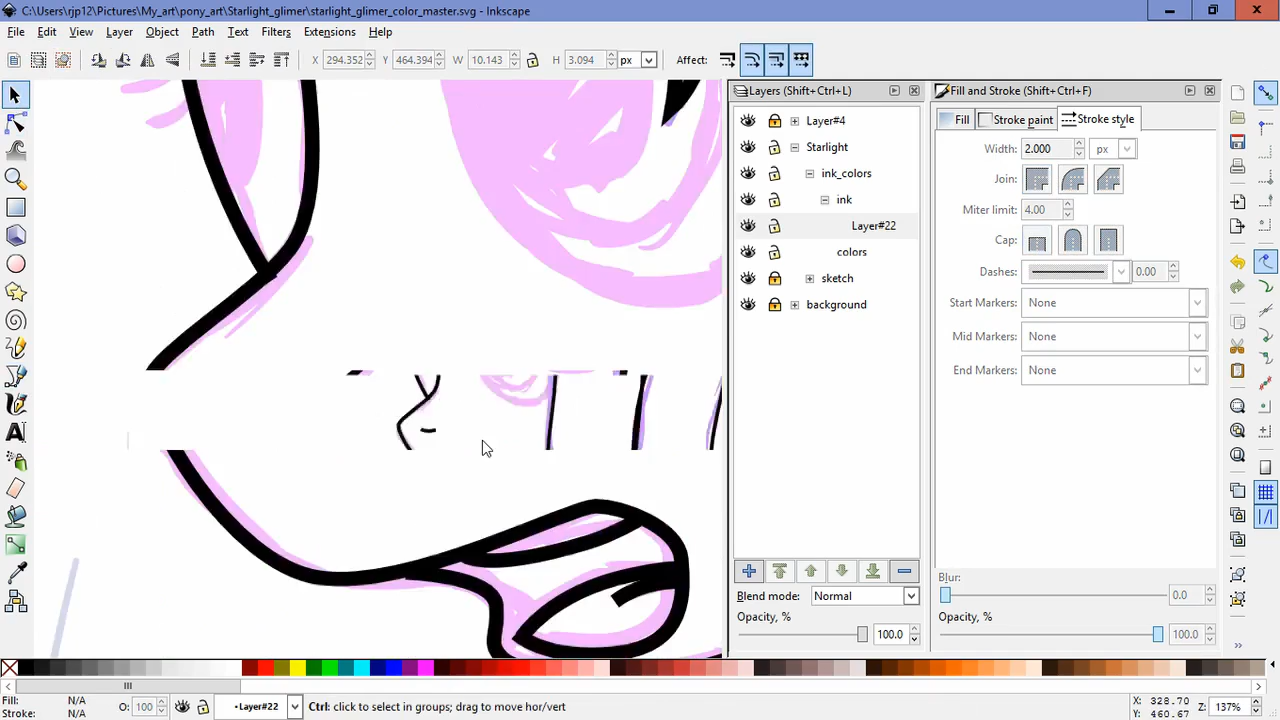 C:\Users\rjp12\Pictures\My_art\pony_art\Starlight_glimer\starlight_glimer_color_master.svg - Inkscape
File Edit View Layer Object Path Text Filters Extensions Help
X 294.352 Y 464.394 W 10.143 H 3.094 px Affect:
Layers (Shift+Ctrl+L)
Layer#4
Starlight
ink_colors
ink
Layer#22
colors
sketch
background
Blend mode: Normal
Opacity, %
100.0
Fill and Stroke (Shift+Ctrl+F)
Fill Stroke paint Stroke style
Width: 2.000 px
Join:
Miter limit: 4.00
Cap:
Dashes: 0.00
Start Markers: None
Mid Markers: None
End Markers: None
Blur:
0.0
Opacity, %
100.0
Fill: N/A
Stroke: N/A
O: 100
•Layer#22
Ctrl: click to select in groups; drag to move hor/vert
X: 328.70
Y: 460.67
Z: 137%